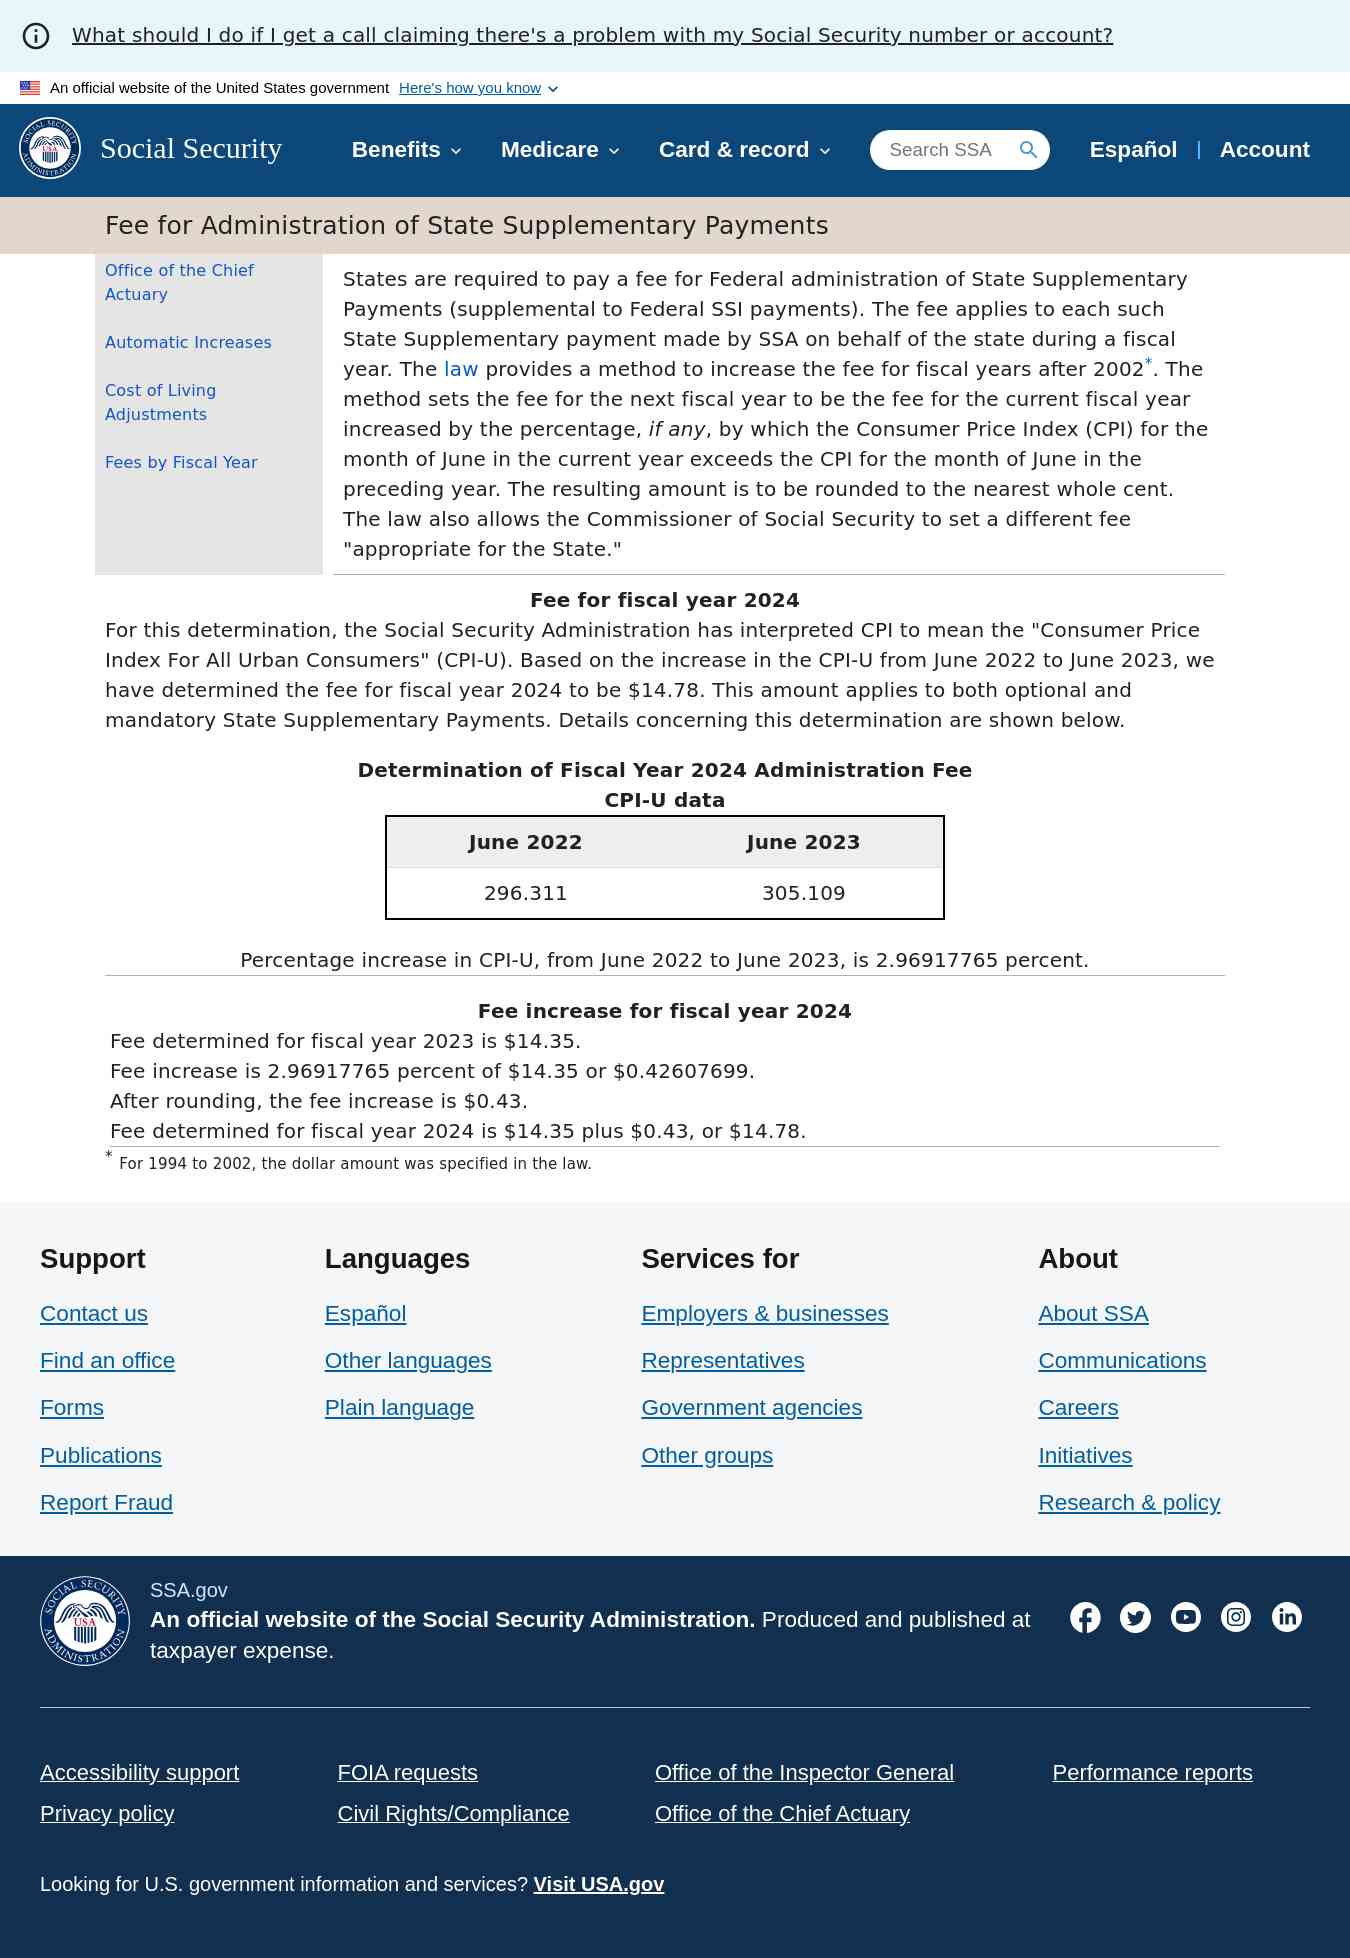 What should I do if I get a call claiming there's a problem with my Social Security number or account?
An official website of the United States government Here's how you know
Social Security
Benefits
Medicare
Card & record
Search SSA
Español
Account
Fee for Administration of State Supplementary Payments
Office of the Chief
Actuary
Automatic Increases
Cost of Living
Adjustments
Fees by Fiscal Year
States are required to pay a fee for Federal administration of State Supplementary
Payments (supplemental to Federal SSI payments). The fee applies to each such
State Supplementary payment made by SSA on behalf of the state during a fiscal
year. The law provides a method to increase the fee for fiscal years after 2002*. The
method sets the fee for the next fiscal year to be the fee for the current fiscal year
increased by the percentage, if any, by which the Consumer Price Index (CPI) for the
month of June in the current year exceeds the CPI for the month of June in the
preceding year. The resulting amount is to be rounded to the nearest whole cent.
The law also allows the Commissioner of Social Security to set a different fee
"appropriate for the State."
Fee for fiscal year 2024
For this determination, the Social Security Administration has interpreted CPI to mean the "Consumer Price
Index For All Urban Consumers" (CPI-U). Based on the increase in the CPI-U from June 2022 to June 2023, we
have determined the fee for fiscal year 2024 to be $14.78. This amount applies to both optional and
mandatory State Supplementary Payments. Details concerning this determination are shown below.
Determination of Fiscal Year 2024 Administration Fee
CPI-U data
June 2022 June 2023
296.311 305.109
Percentage increase in CPI-U, from June 2022 to June 2023, is 2.96917765 percent.
Fee increase for fiscal year 2024
Fee determined for fiscal year 2023 is $14.35.
Fee increase is 2.96917765 percent of $14.35 or $0.42607699.
After rounding, the fee increase is $0.43.
Fee determined for fiscal year 2024 is $14.35 plus $0.43, or $14.78.
* For 1994 to 2002, the dollar amount was specified in the law.
Support
Contact us
Find an office
Forms
Publications
Report Fraud
Languages
Español
Other languages
Plain language
Services for
Employers & businesses
Representatives
Government agencies
Other groups
About
About SSA
Communications
Careers
Initiatives
Research & policy
SOCIAL SECURITY
USA
ADMINISTRATION
SSA.gov
An official website of the Social Security Administration. Produced and published at
taxpayer expense.
Accessibility support
FOIA requests
Office of the Inspector General
Performance reports
Privacy policy
Civil Rights/Compliance
Office of the Chief Actuary
Looking for U.S. government information and services? Visit USA.gov